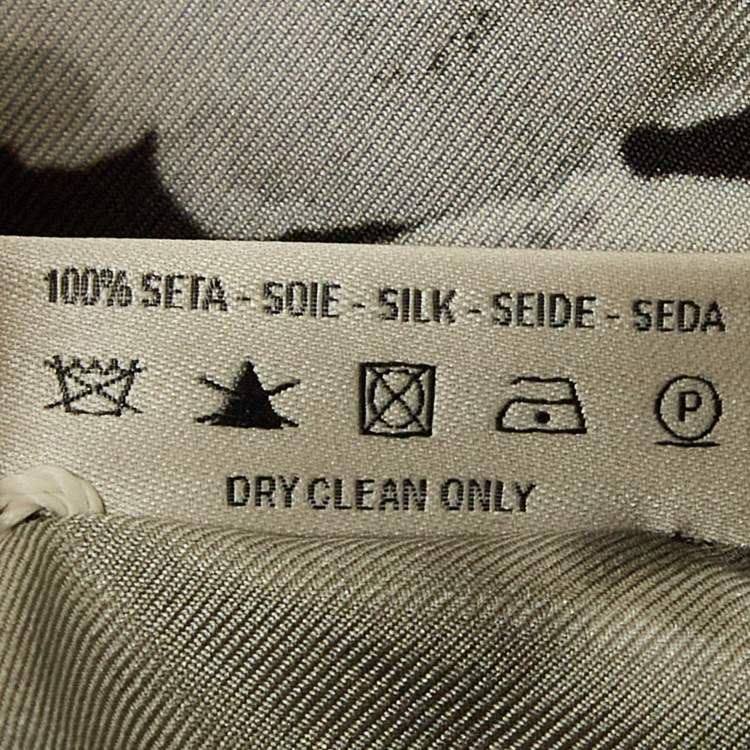 100% SETA - SOIE - SILK - SEIDE - SEDA
P
DRY CLEAN ONLY